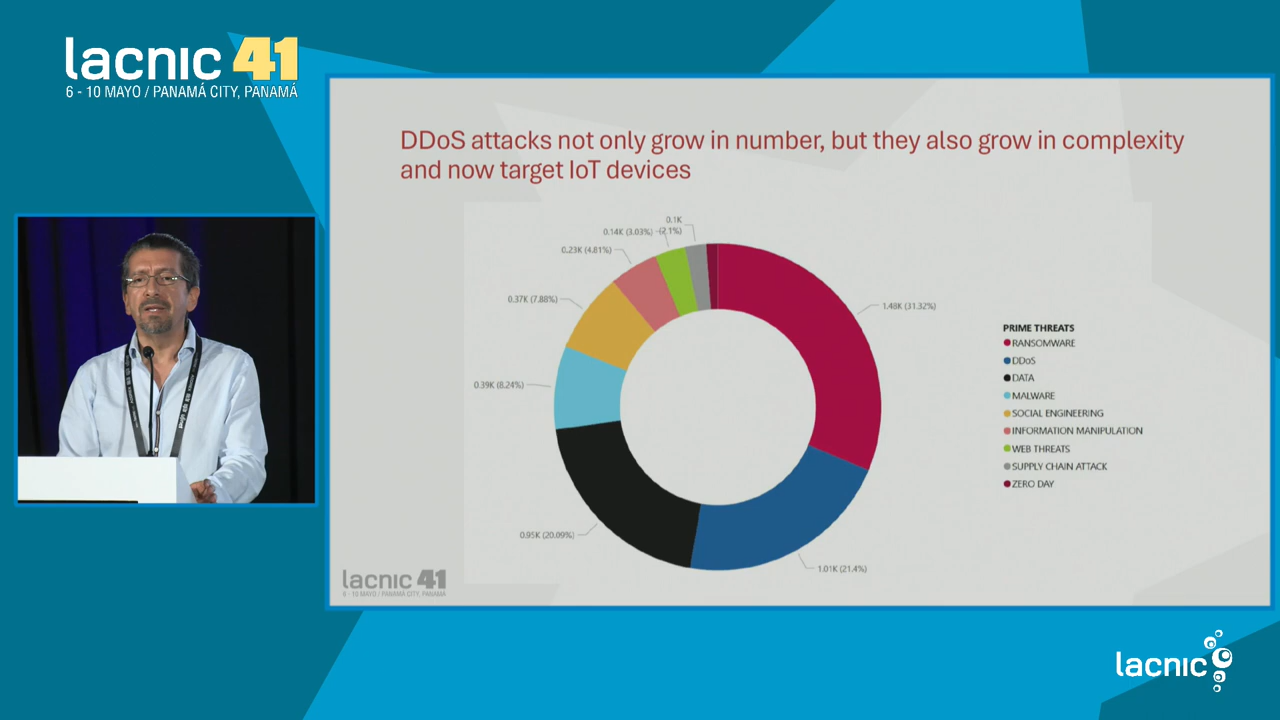 lacnic 41
6 - 10 MAYO / PANAMÁ CITY, PANAMÁ
DDoS attacks not only grow in number, but they also grow in complexity
and now target IoT devices
0.1K
(2.1%)
0.14K (3.03%)
0.23K (4.81%)
0.37K (7.88%)
1.48K (31.32%)
0.39K (8.24%)
0.95K (20.09%)
1.01K (21.4%)
PRIME THREATS
RANSOMWARE
DDoS
DATA
MALWARE
SOCIAL ENGINEERING
INFORMATION MANIPULATION
WEB THREATS
SUPPLY CHAIN ATTACK
ZERO DAY
lacnic 41
6 - 10 MAYO / PANAMÁ CITY, PANAMÁ
lacnic